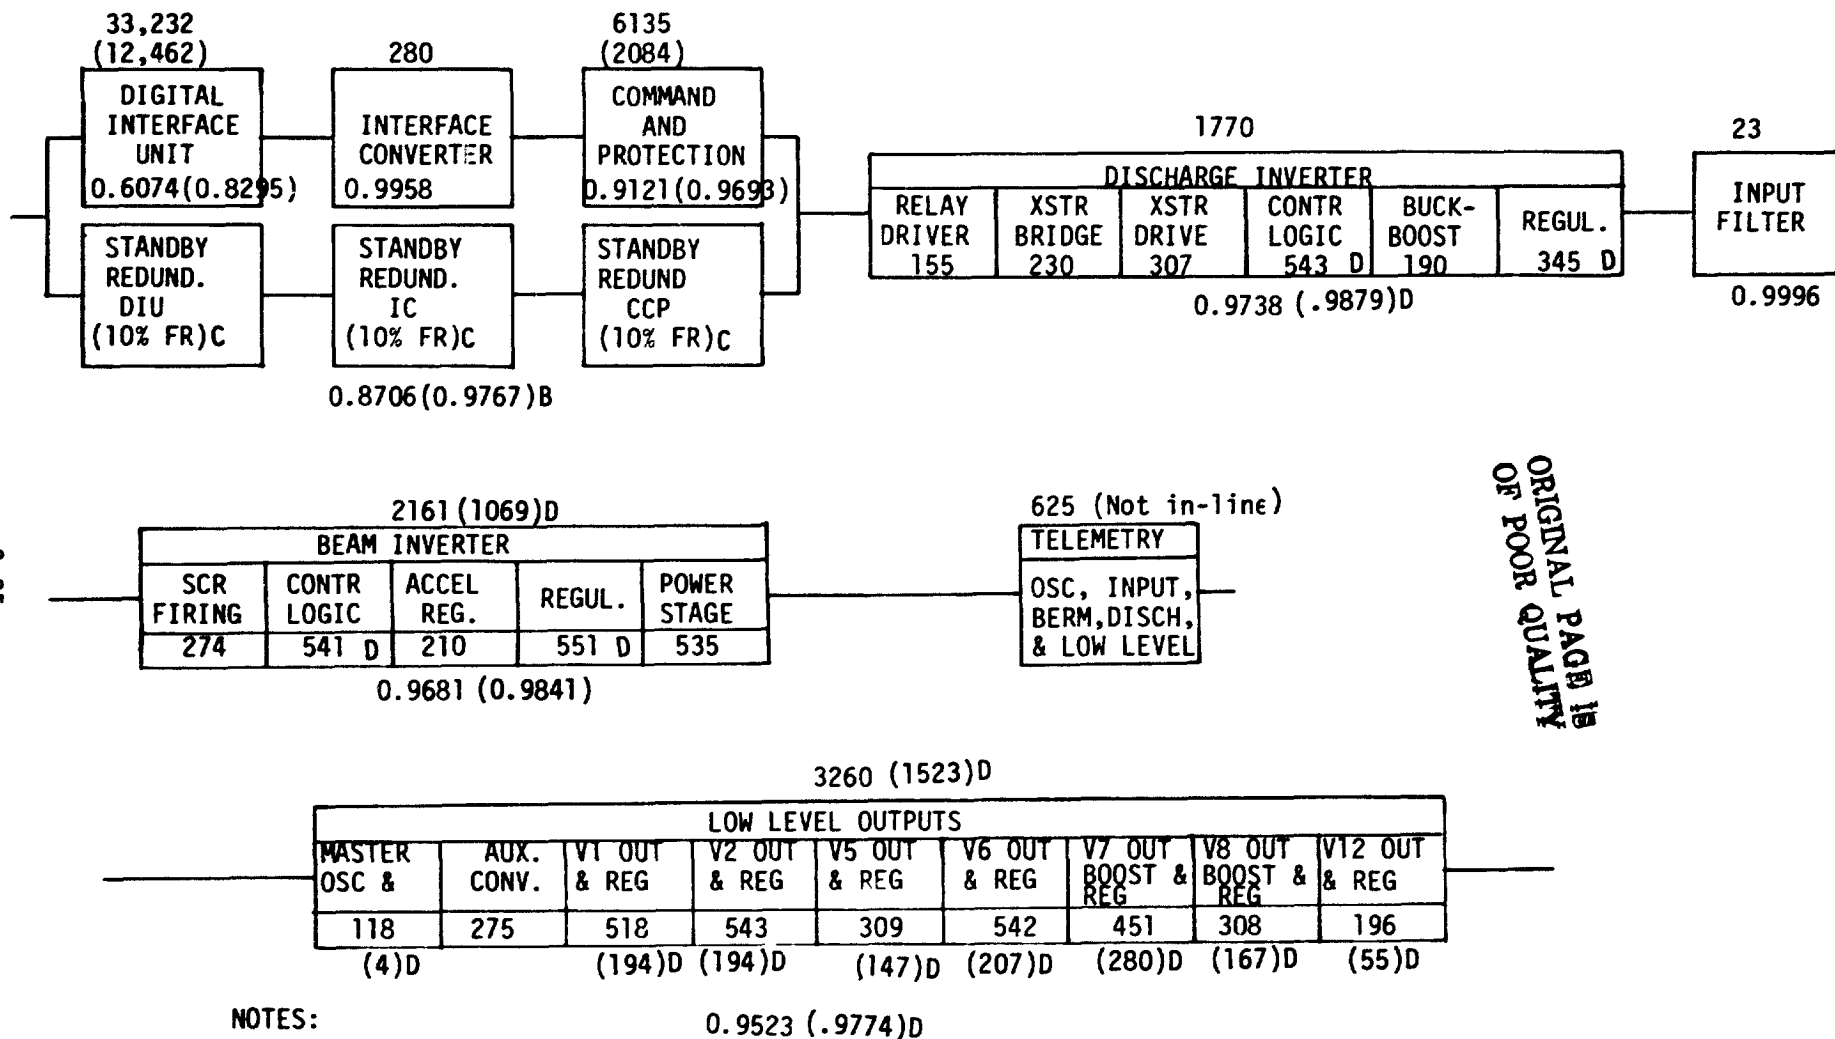 33,232
(12,462)
280
6135
(2084)
DIGITAL
INTERFACE
UNIT
0.6074(0.8295)
INTERFACE
CONVERTER
0.9958
COMMAND
AND
PROTECTION
0.9121(0.9693)
STANDBY
REDUND.
DIU
(10% FR)C
STANDBY
REDUND.
IC
(10% FR)C
STANDBY
REDUND
CCP
(10% FR)C
0.8706(0.9767)B
1770
DISCHARGE INVERTER
RELAY
DRIVER
155
XSTR
BRIDGE
230
XSTR
DRIVE
307
CONTR
LOGIC
543 D
BUCK-
BOOST
190
REGUL.
345 D
0.9738 (.9879)D
23
INPUT
FILTER
0.9996
2161(1069)D
BEAM INVERTER
SCR
FIRING
274
CONTR
LOGIC
541 D
ACCEL
REG.
210
REGUL.
551 D
POWER
STAGE
535
0.9681 (0.9841)
625 (Not in-line)
TELEMETRY
OSC, INPUT,
BERM,DISCH,
& LOW LEVEL
ORIGINAL PAGE IS
OF POOR QUALITY
3260 (1523)D
LOW LEVEL OUTPUTS
MASTER
OSC &
118
(4)D
AUX.
CONV.
275
V1 OUT
& REG
518
(194)D
V2 OUT
& REG
543
(194)D
V5 OUT
& REG
309
(147)D
V6 OUT
& REG
542
(207)D
V7 OUT
BOOST &
REG
451
(280)D
V8 OUT
BOOST &
REG
308
(167)D
V12 OUT
& REG
196
(55)D
0.9523 (.9774)D
NOTES: